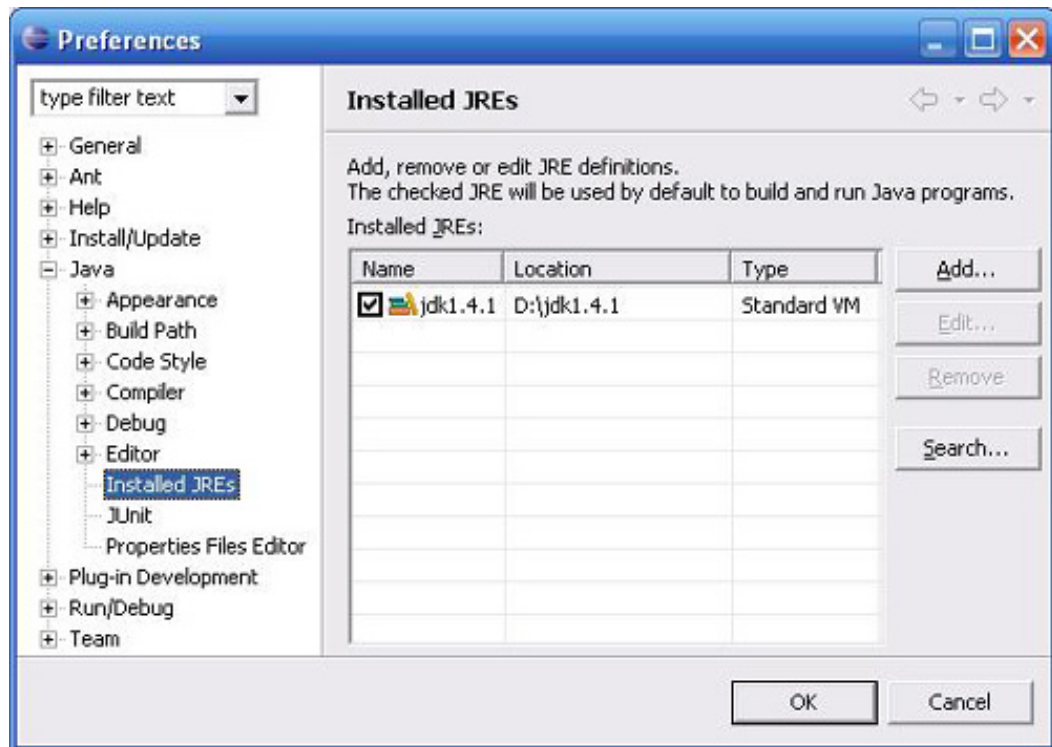 Preferences
type filter text
General
Ant
Help
Install/Update
Java
Appearance
Build Path
Code Style
Compiler
Debug
Editor
Installed JREs
JUnit
Properties Files Editor
Plug-in Development
Run/Debug
Team
Installed JREs
Add, remove or edit JRE definitions.
The checked JRE will be used by default to build and run Java programs.
Installed JREs:
Name Location Type
jdk1.4.1 D:\jdk1.4.1 Standard VM
Add...
Edit...
Remove
Search...
OK Cancel